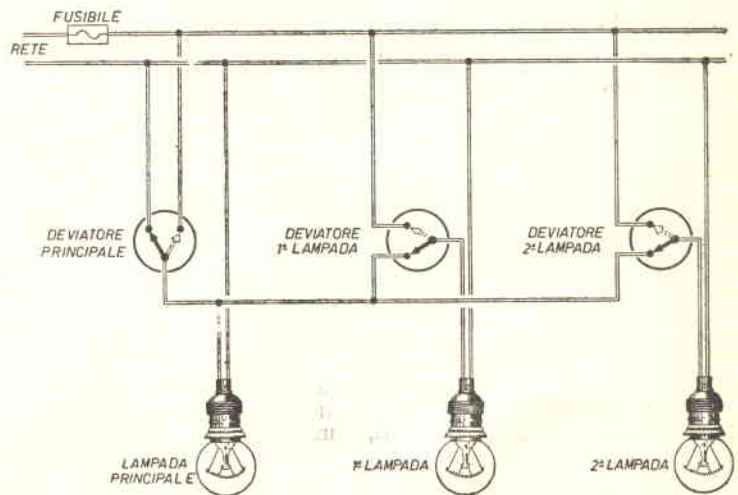 FUSIBILE
RETE
DEVIATORE
PRINCIPALE
DEVIATORE
1ª LAMPADA
DEVIATORE
2ª LAMPADA
LAMPADA
PRINCIPALE
1ª LAMPADA
2ª LAMPADA